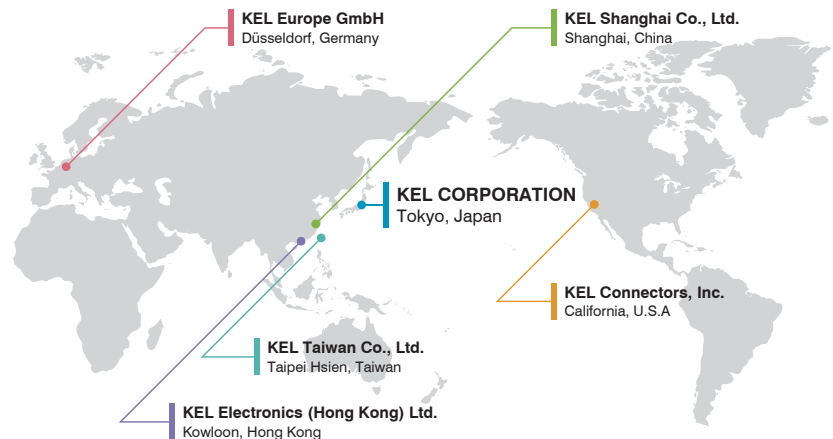 KEL Europe GmbH
Düsseldorf, Germany
KEL Shanghai Co., Ltd.
Shanghai, China
KEL CORPORATION
Tokyo, Japan
KEL Connectors, Inc.
California, U.S.A
KEL Taiwan Co., Ltd.
Taipei Hsien, Taiwan
KEL Electronics (Hong Kong) Ltd.
Kowloon, Hong Kong